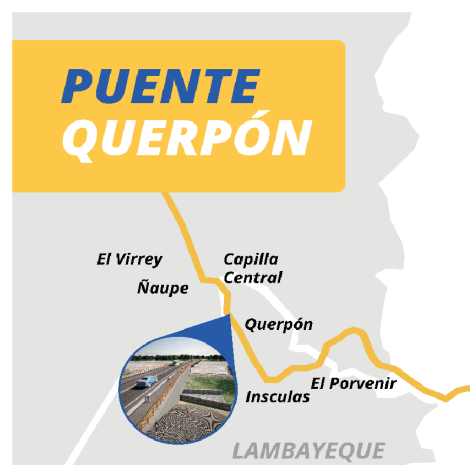 PUENTE
QUERPÓN
El Virrey
Capilla
Central
Ñaupe
Querpón
El Porvenir
Insculas
LAMBAYEQUE